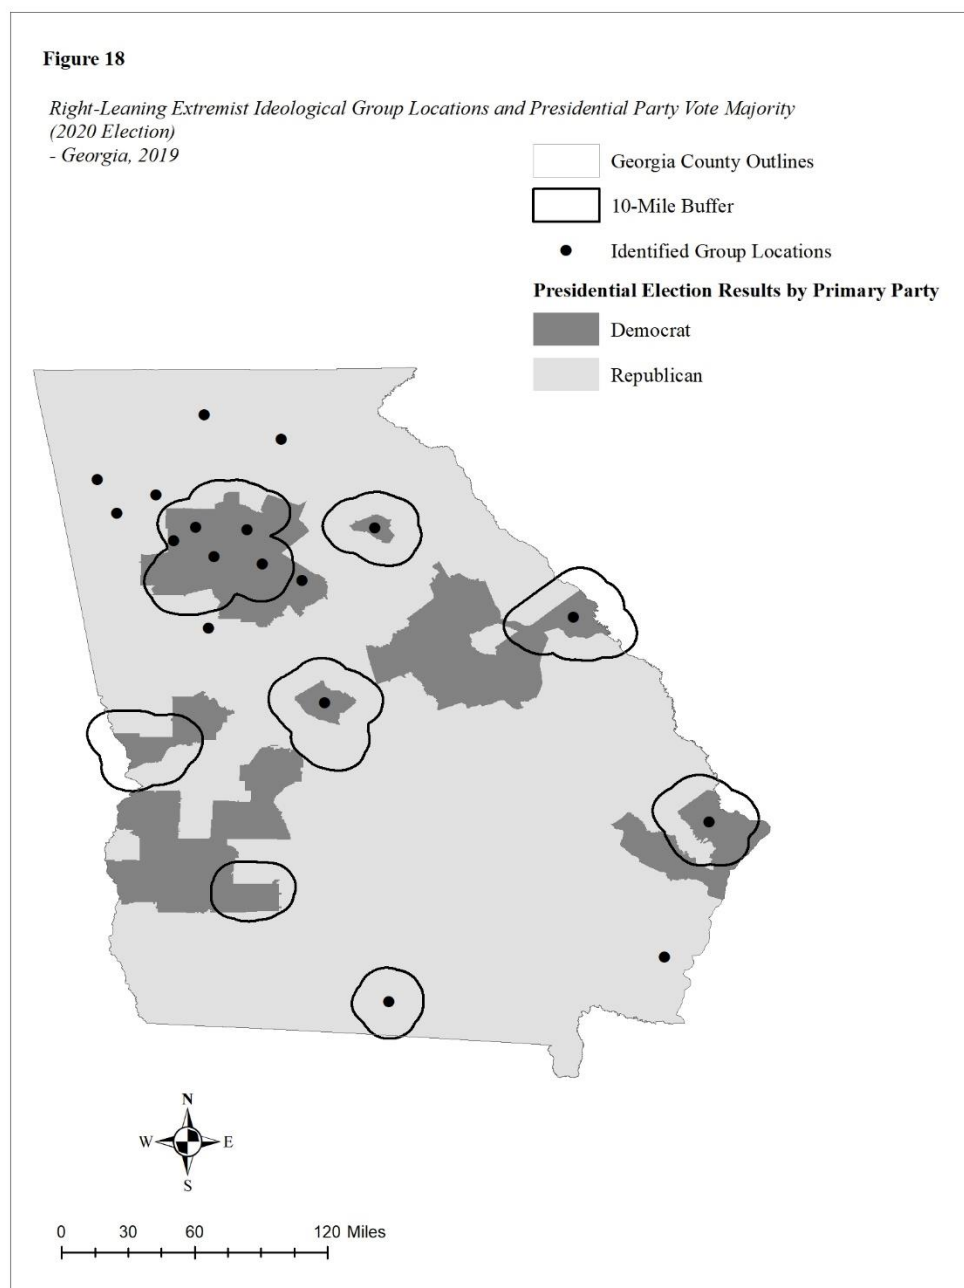 Figure 18
Right-Leaning Extremist Ideological Group Locations and Presidential Party Vote Majority
(2020 Election)
- Georgia, 2019
Georgia County Outlines
10-Mile Buffer
Identified Group Locations
Presidential Election Results by Primary Party
Democrat
Republican
N
W E
S
0 30 60 120 Miles